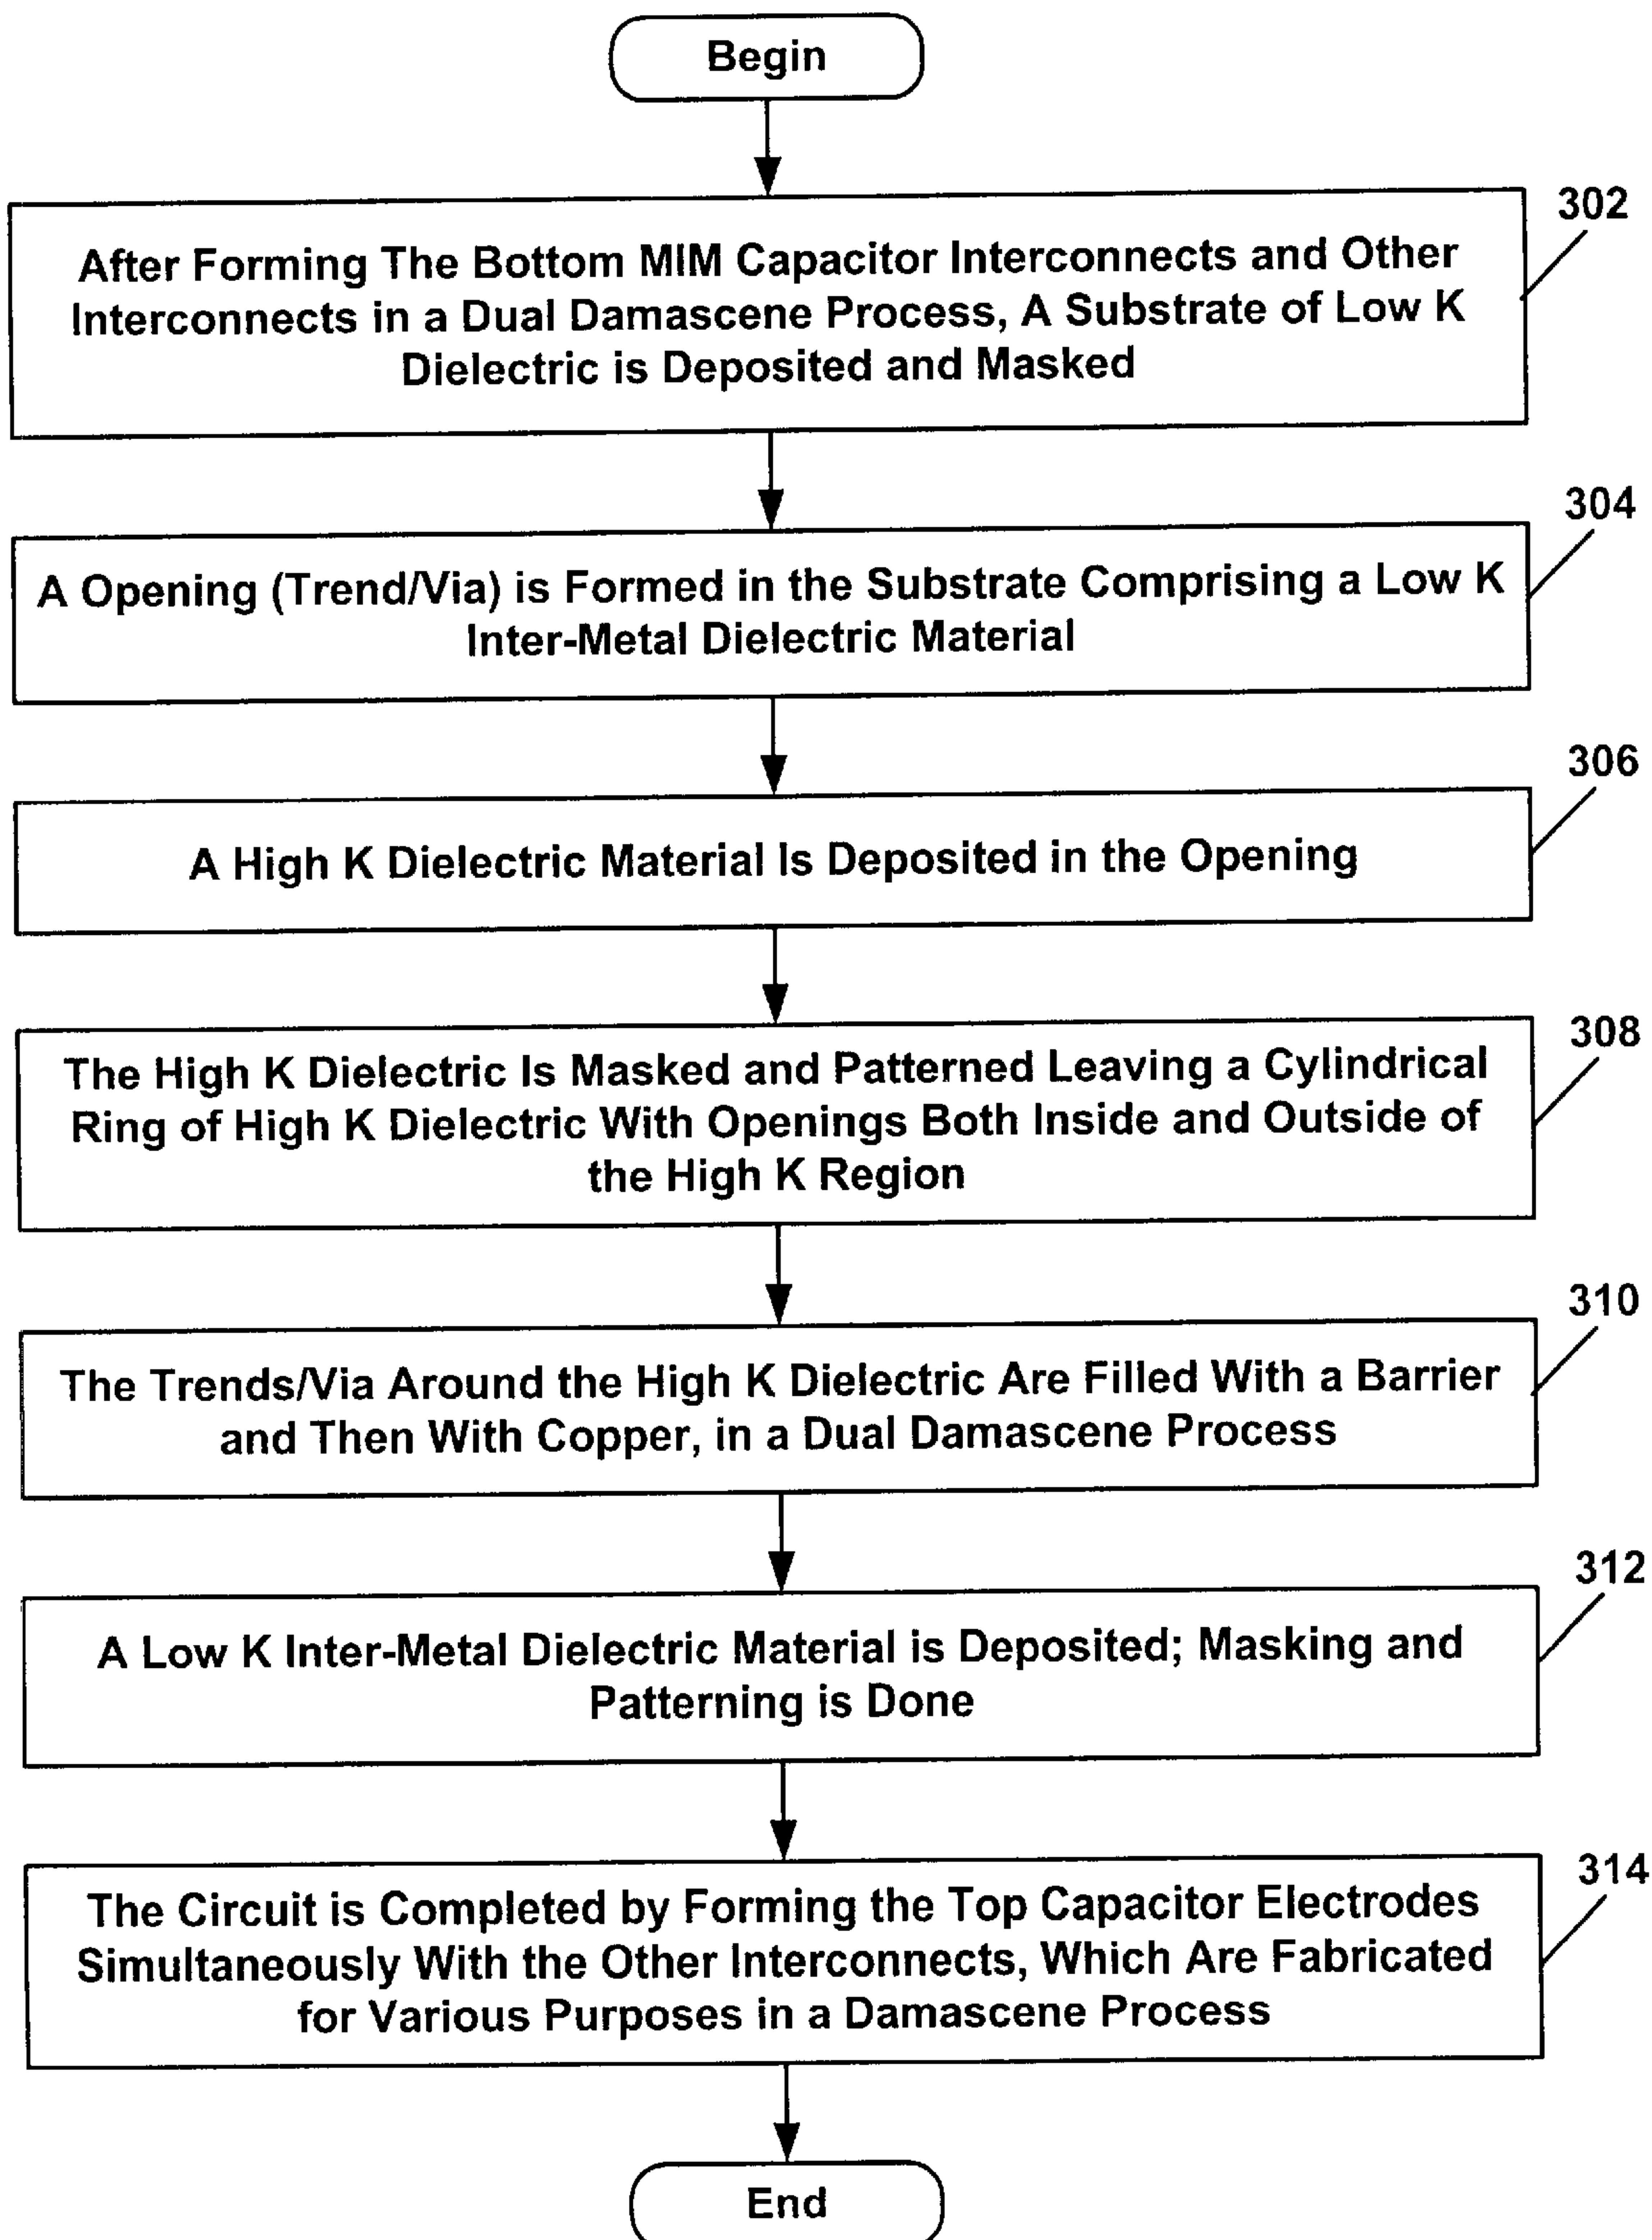 Begin
302
After Forming The Bottom MIM Capacitor Interconnects and Other
Interconnects in a Dual Damascene Process, A Substrate of Low K
Dielectric is Deposited and Masked
304
A Opening (Trend/Via) is Formed in the Substrate Comprising a Low K
Inter-Metal Dielectric Material
306
A High K Dielectric Material Is Deposited in the Opening
308
The High K Dielectric Is Masked and Patterned Leaving a Cylindrical
Ring of High K Dielectric With Openings Both Inside and Outside of
the High K Region
310
The Trends/Via Around the High K Dielectric Are Filled With a Barrier
and Then With Copper, in a Dual Damascene Process
312
A Low K Inter-Metal Dielectric Material is Deposited; Masking and
Patterning is Done
314
The Circuit is Completed by Forming the Top Capacitor Electrodes
Simultaneously With the Other Interconnects, Which Are Fabricated
for Various Purposes in a Damascene Process
End